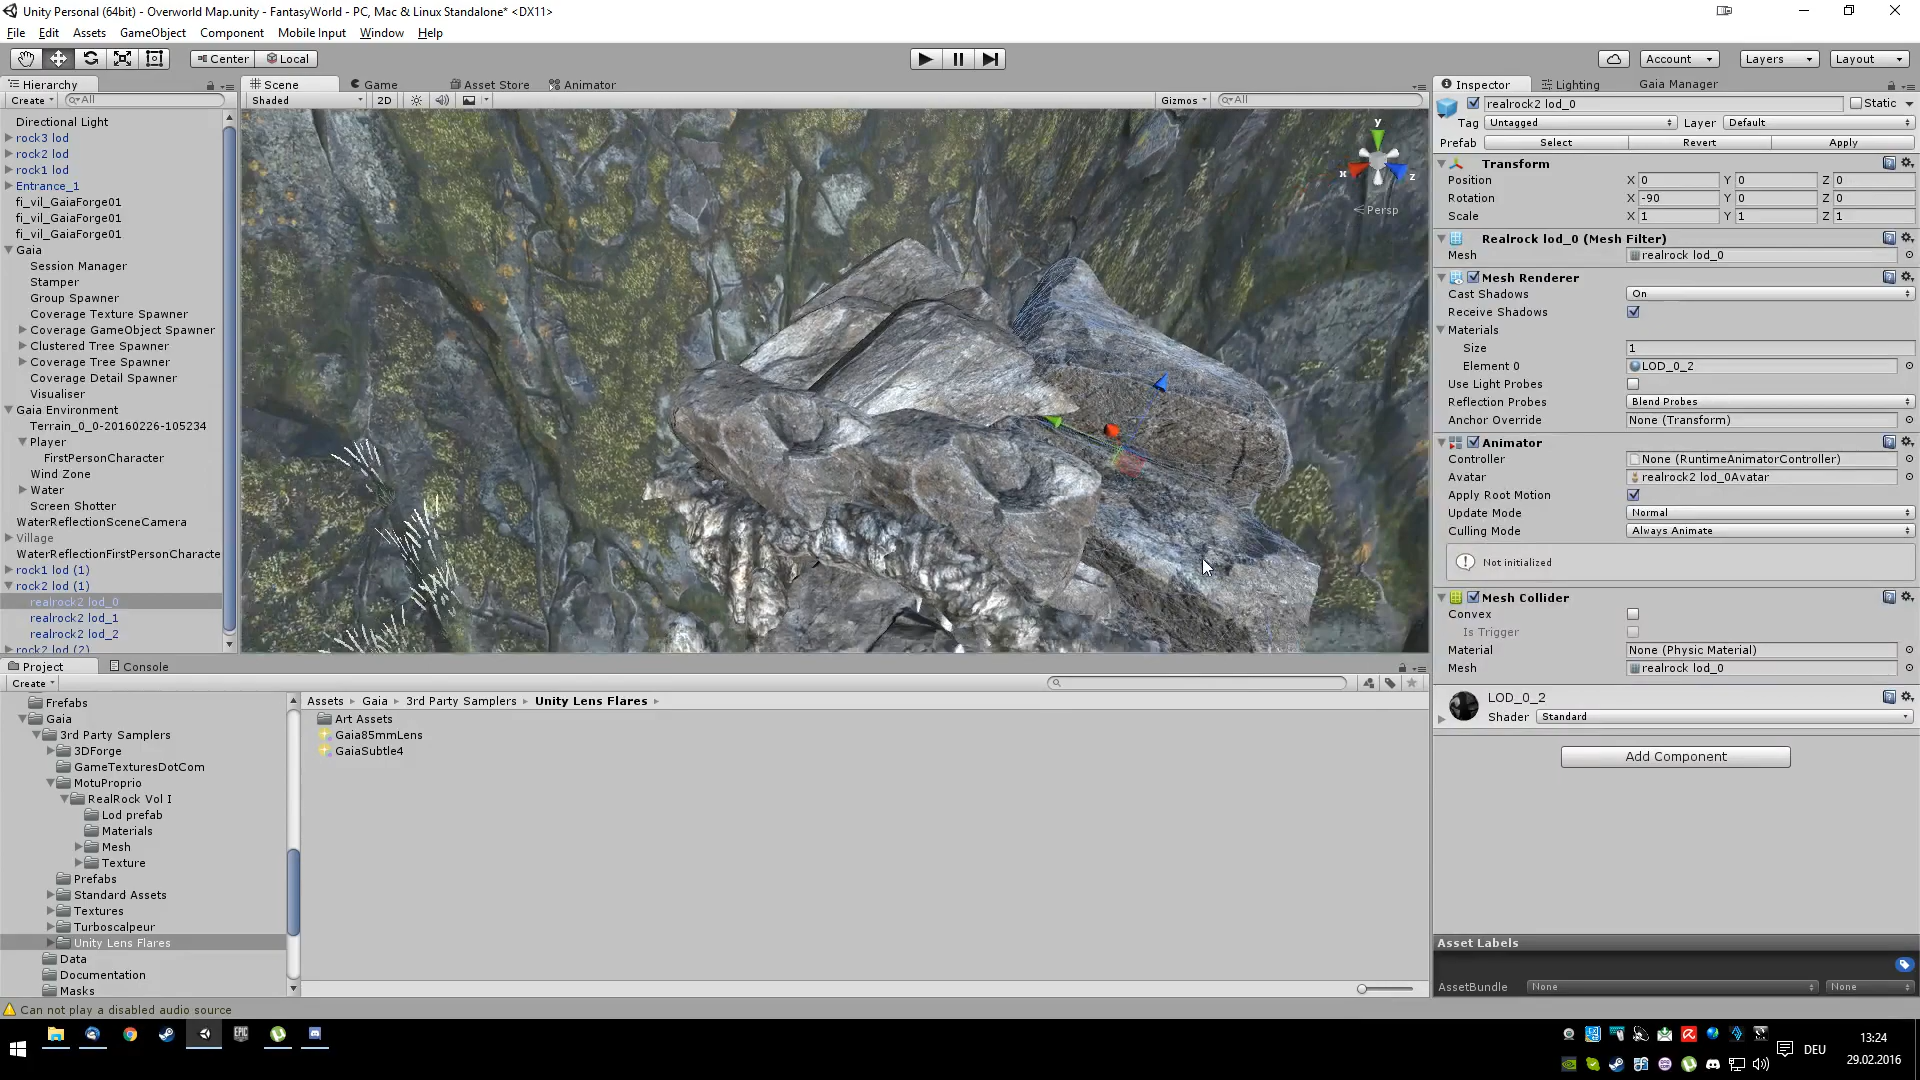 Unity Personal (64bit) - Overworld Map.unity - FantasyWorld - PC, Mac & Linux Standalone* <DX11>
File Edit Assets GameObject Component Mobile Input Window Help
Center Local Account Layers Layout
Hierarchy
Create All
Directional Light
rock3 lod
rock2 lod
rock1 lod
Entrance_1
fi_vil_GaiaForge01
fi_vil_GaiaForge01
fi_vil_GaiaForge01
Gaia
Session Manager
Stamper
Group Spawner
Coverage Texture Spawner
Coverage GameObject Spawner
Clustered Tree Spawner
Coverage Tree Spawner
Coverage Detail Spawner
Visualiser
Gaia Environment
Terrain_0_0-20160226-105234
Player
FirstPersonCharacter
Wind Zone
Water
Screen Shotter
WaterReflectionSceneCamera
Village
WaterReflectionFirstPersonCharacte
rock1 lod (1)
rock2 lod (1)
realrock2 lod_0
realrock2 lod_1
realrock2 lod_2
rock2 lod (2)
Scene Game Asset Store Animator
Shaded 2D Gizmos All
y
x z
Persp
Inspector Lighting Gaia Manager
realrock2 lod_0 Static
Tag Untagged Layer Default
Prefab Select Revert Apply
Transform
Position X 0 Y 0 Z 0
Rotation X -90 Y 0 Z 0
Scale X 1 Y 1 Z 1
Realrock lod_0 (Mesh Filter)
Mesh realrock lod_0
Mesh Renderer
Cast Shadows On
Receive Shadows
Materials
Size 1
Element 0 LOD_0_2
Use Light Probes
Reflection Probes Blend Probes
Anchor Override None (Transform)
Animator
Controller None (RuntimeAnimatorController)
Avatar realrock2 lod_0Avatar
Apply Root Motion
Update Mode Normal
Culling Mode Always Animate
Not initialized
Mesh Collider
Convex
Is Trigger
Material None (Physic Material)
Mesh realrock lod_0
LOD_0_2
Shader Standard
Add Component
Asset Labels
AssetBundle None None
Project Console
Create
Prefabs
Gaia
3rd Party Samplers
3DForge
GameTexturesDotCom
MotuProprio
RealRock Vol I
Lod prefab
Materials
Mesh
Texture
Prefabs
Standard Assets
Textures
Turboscalpeur
Unity Lens Flares
Data
Documentation
Masks
Assets Gaia 3rd Party Samplers Unity Lens Flares
Art Assets
Gaia85mmLens
GaiaSubtle4
Can not play a disabled audio source
EPIC
DEU
13:24
29.02.2016